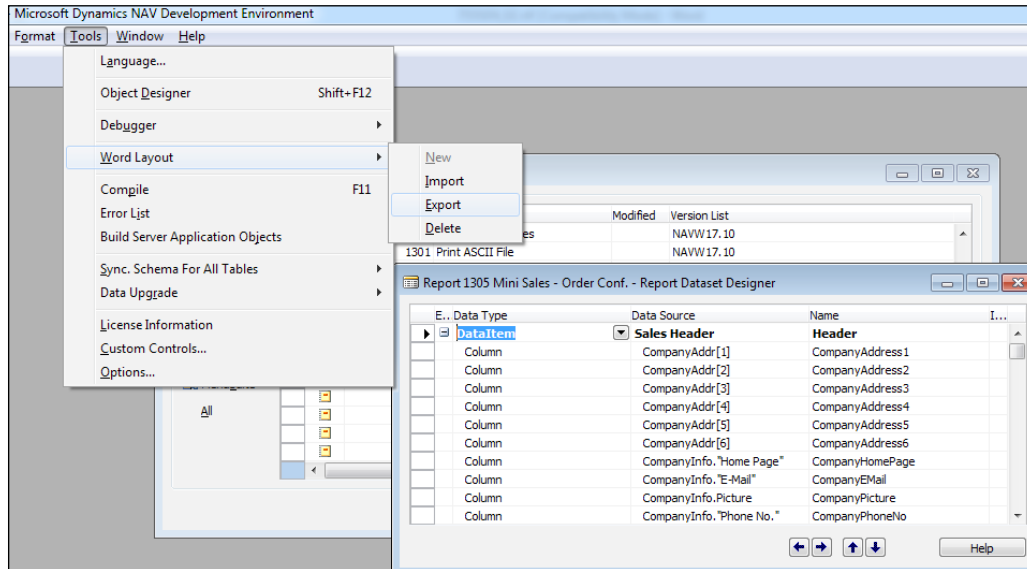 Microsoft Dynamics NAV Development Environment
Format Tools Window Help
Language...
Object Designer Shift+F12
Debugger
Word Layout
New
Import
Export
Delete
Compile F11
Error List
Build Server Application Objects
Sync. Schema For All Tables
Data Upgrade
License Information
Custom Controls...
Options...
All
Modified Version List
es NAVW17.10
1301 Print ASCII File NAVW17.10
Report 1305 Mini Sales - Order Conf. - Report Dataset Designer
E.. Data Type Data Source Name I...
DataItem Sales Header Header
Column CompanyAddr[1] CompanyAddress1
Column CompanyAddr[2] CompanyAddress2
Column CompanyAddr[3] CompanyAddress3
Column CompanyAddr[4] CompanyAddress4
Column CompanyAddr[5] CompanyAddress5
Column CompanyAddr[6] CompanyAddress6
Column CompanyInfo."Home Page" CompanyHomePage
Column CompanyInfo."E-Mail" CompanyEMail
Column CompanyInfo.Picture CompanyPicture
Column CompanyInfo."Phone No." CompanyPhoneNo
Help